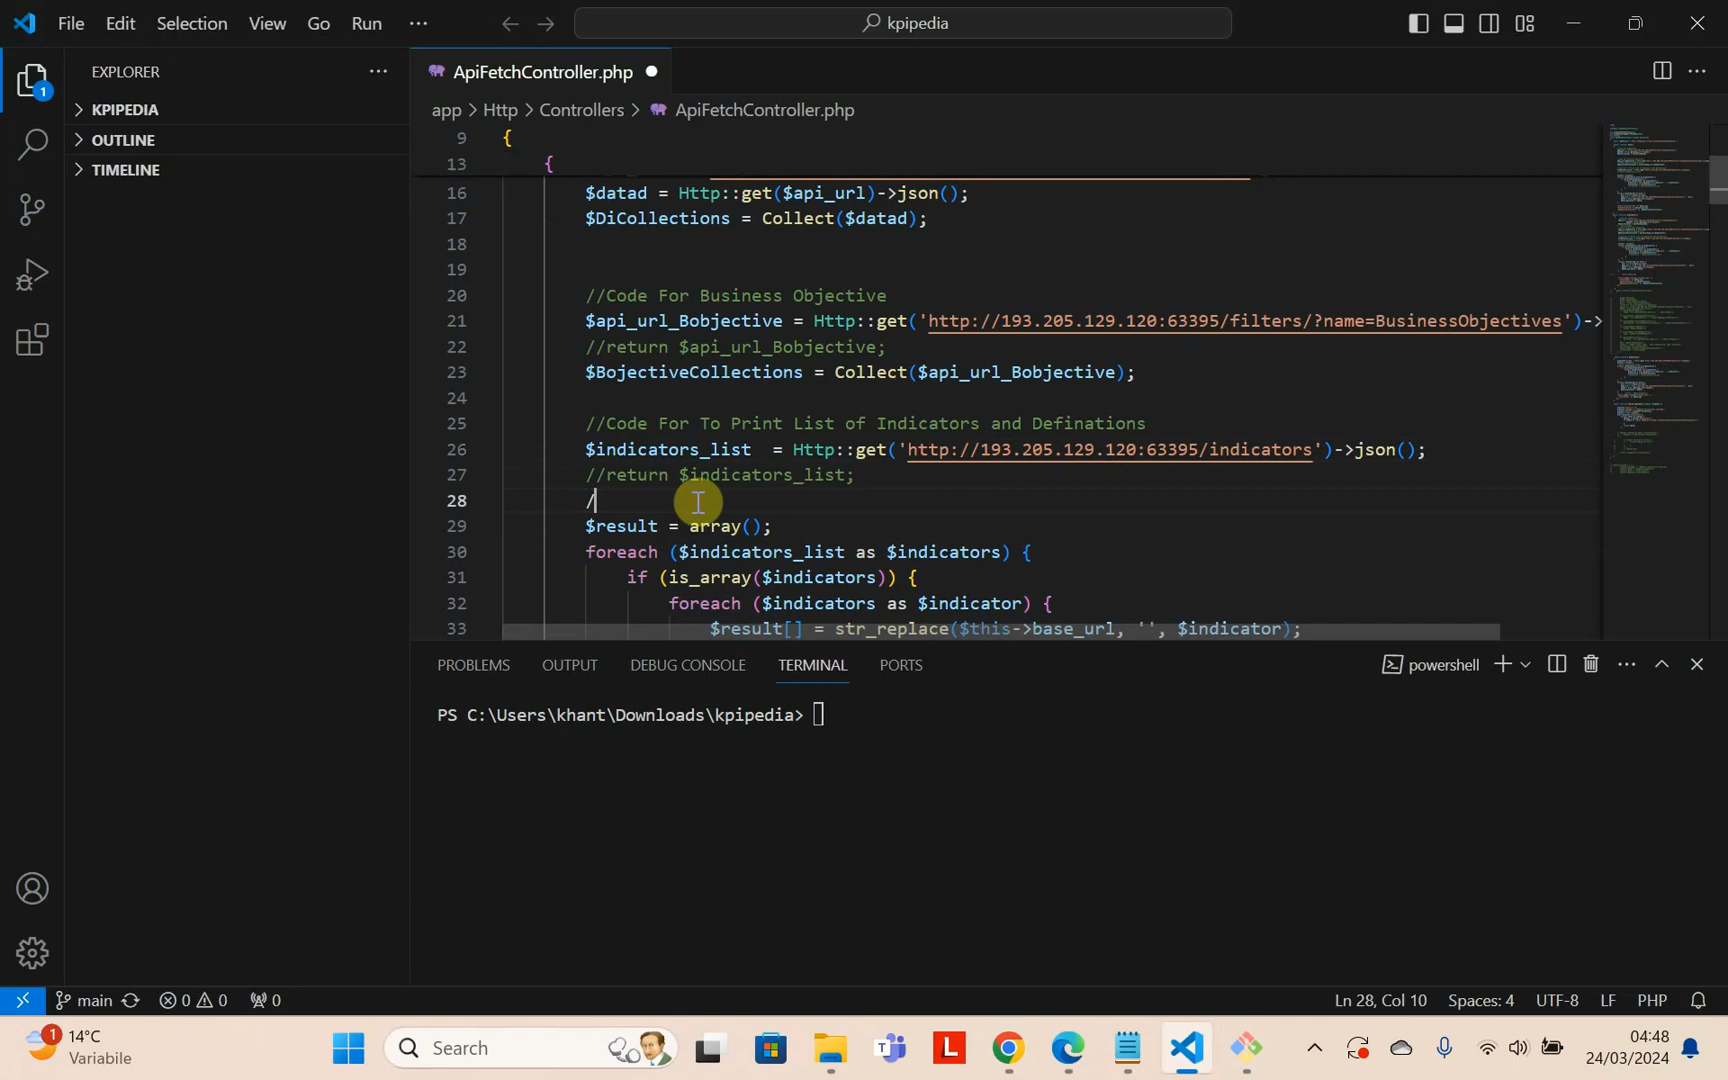 File Edit Selection View Go Run ··· kpipedia
EXPLORER ···
KPIPEDIA
OUTLINE
TIMELINE
1
ApiFetchController.php
app > Http > Controllers > ApiFetchController.php
9 {
13 {
16 $datad = Http::get($api_url)->json();
17 $DiCollections = Collect($datad);
18
19
20 //Code For Business Objective
21 $api_url_Bobjective = Http::get('http://193.205.129.120:63395/filters/?name=BusinessObjectives')->
22 //return $api_url_Bobjective;
23 $BojectiveCollections = Collect($api_url_Bobjective);
24
25 //Code For To Print List of Indicators and Definations
26 $indicators_list = Http::get('http://193.205.129.120:63395/indicators')->json();
27 //return $indicators_list;
28 /
29 $result = array();
30 foreach ($indicators_list as $indicators) {
31 if (is_array($indicators)) {
32 foreach ($indicators as $indicator) {
33 $result[] = str_replace($this->base_url, '', $indicator);
PROBLEMS OUTPUT DEBUG CONSOLE TERMINAL PORTS powershell
PS C:\Users\khant\Downloads\kpipedia>
main 0 0 0 Ln 28, Col 10 Spaces: 4 UTF-8 LF PHP
1 14°C
Variabile
Search
L
04:48
24/03/2024